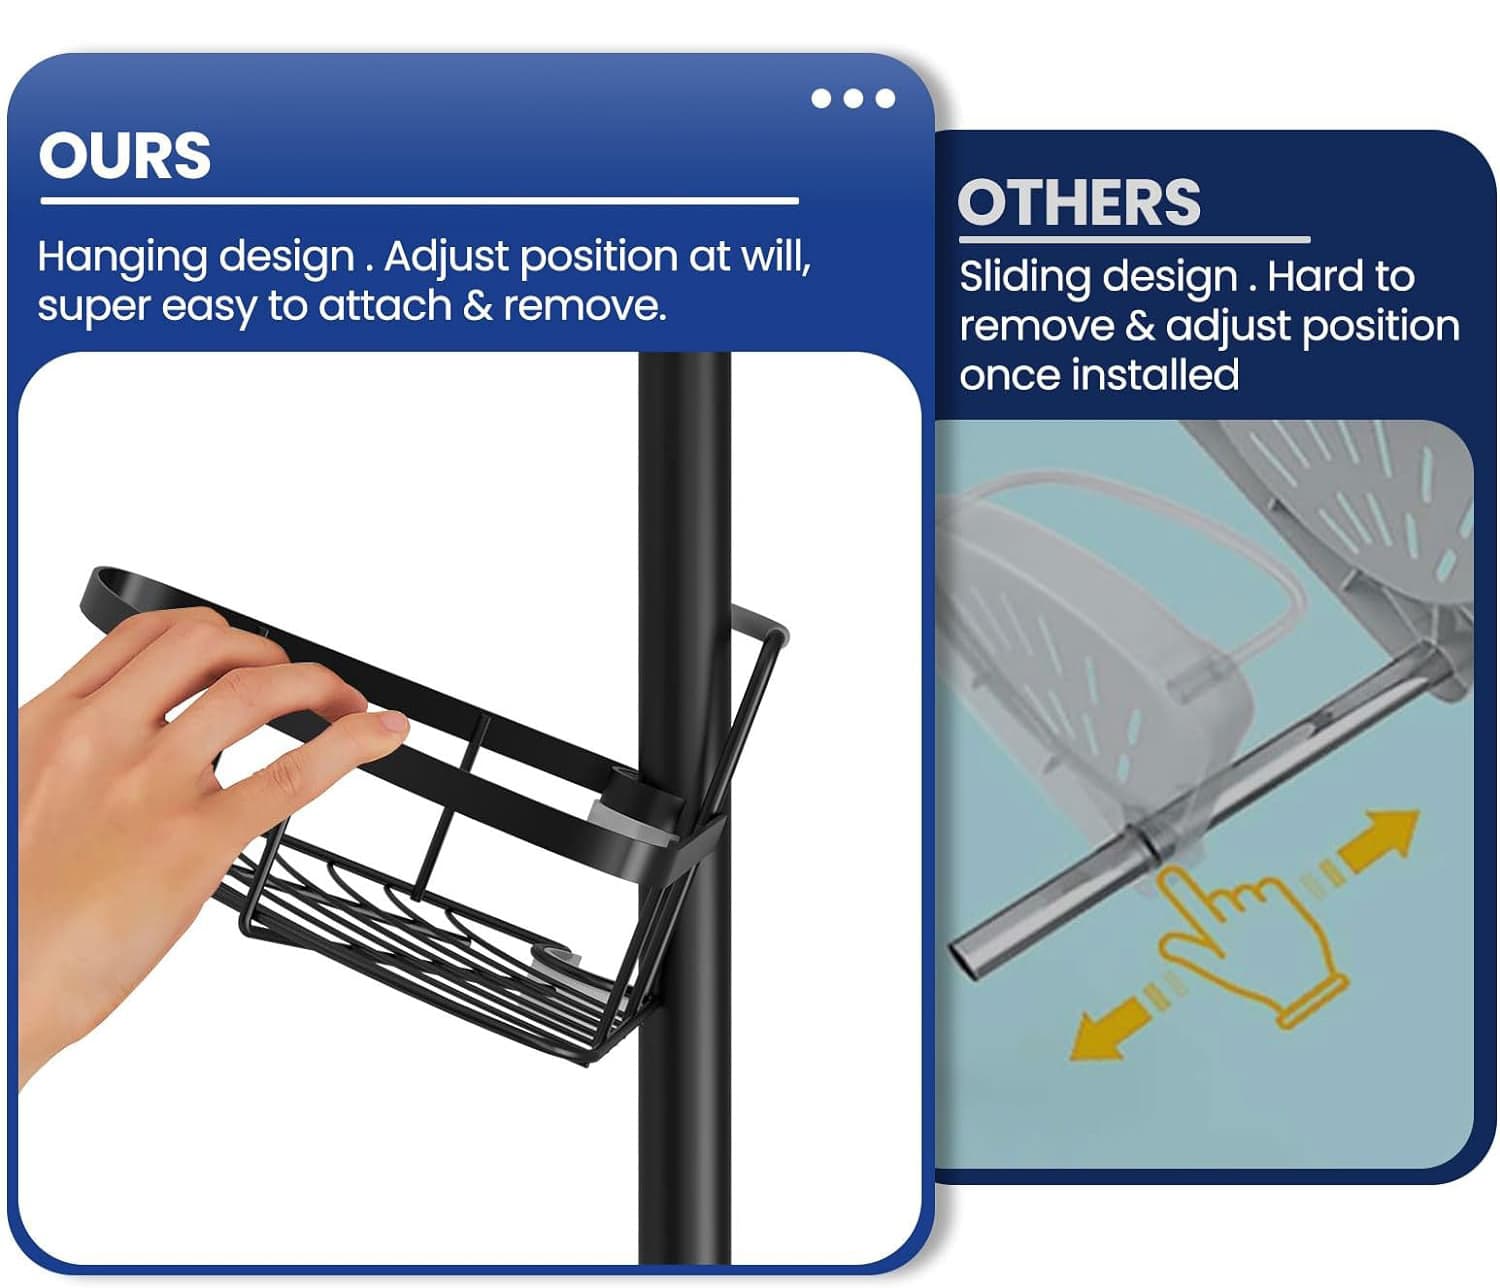 OURS
Hanging design . Adjust position at will,
super easy to attach & remove.
OTHERS
Sliding design . Hard to
remove & adjust position
once installed